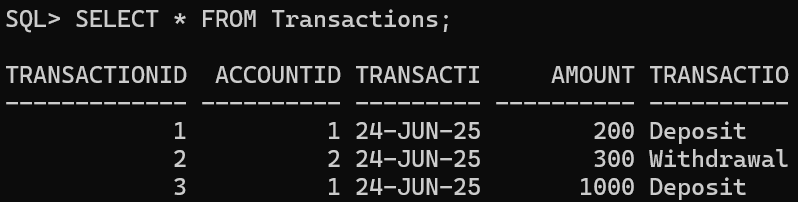 SQL> SELECT * FROM Transactions;
TRANSACTIONID  ACCOUNTID TRANSACTI     AMOUNT TRANSACTIO
------------- ---------- --------- ---------- ----------
            1          1 24-JUN-25        200 Deposit
            2          2 24-JUN-25        300 Withdrawal
            3          1 24-JUN-25       1000 Deposit